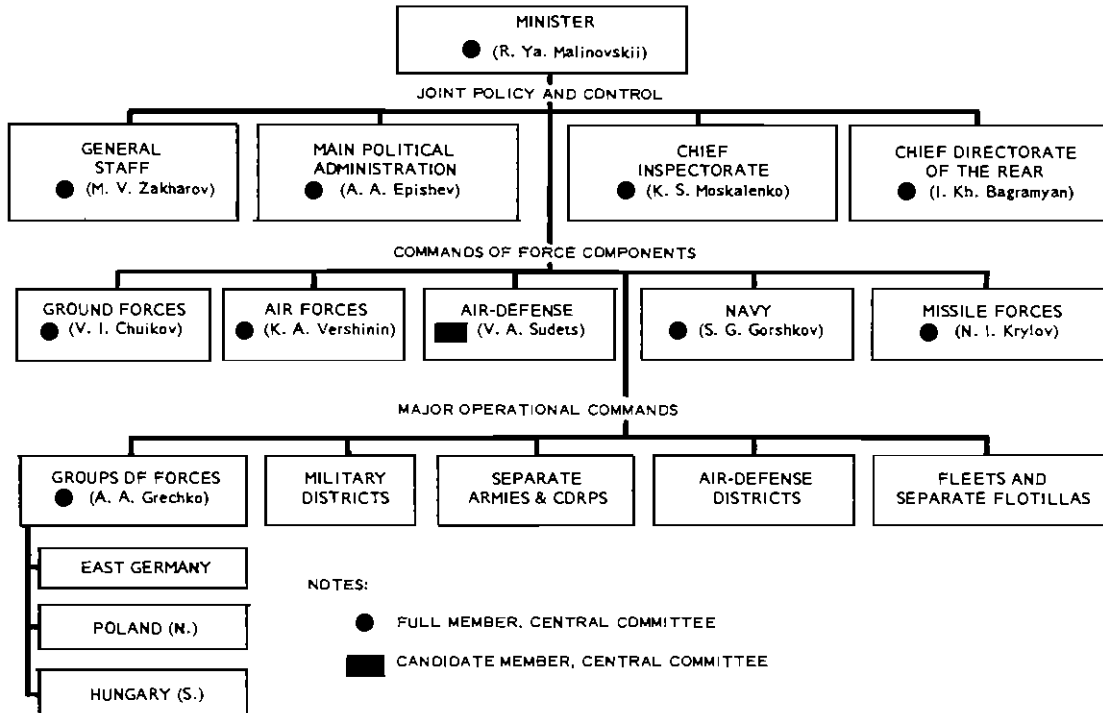 MINISTER
(R. Ya. Malinovskii)
JOINT POLICY AND CONTROL
GENERAL
STAFF
(M. V. Zakharov)
MAIN POLITICAL
ADMINISTRATION
(A. A. Epishev)
CHIEF
INSPECTORATE
(K. S. Moskalenko)
CHIEF DIRECTORATE
OF THE REAR
(I. Kh. Bagramyan)
COMMANDS OF FORCE COMPONENTS
GROUND FORCES
(V. I. Chuikov)
AIR FORCES
(K. A. Vershinin)
AIR-DEFENSE
(V. A. Sudets)
NAVY
(S. G. Gorshkov)
MISSILE FORCES
(N. I. Krylov)
MAJOR OPERATIONAL COMMANDS
GROUPS OF FORCES
(A. A. Grechko)
MILITARY
DISTRICTS
SEPARATE
ARMIES & CORPS
AIR-DEFENSE
DISTRICTS
FLEETS AND
SEPARATE FLOTILLAS
EAST GERMANY
POLAND (N.)
HUNGARY (S.)
NOTES:
FULL MEMBER, CENTRAL COMMITTEE
CANDIDATE MEMBER, CENTRAL COMMITTEE